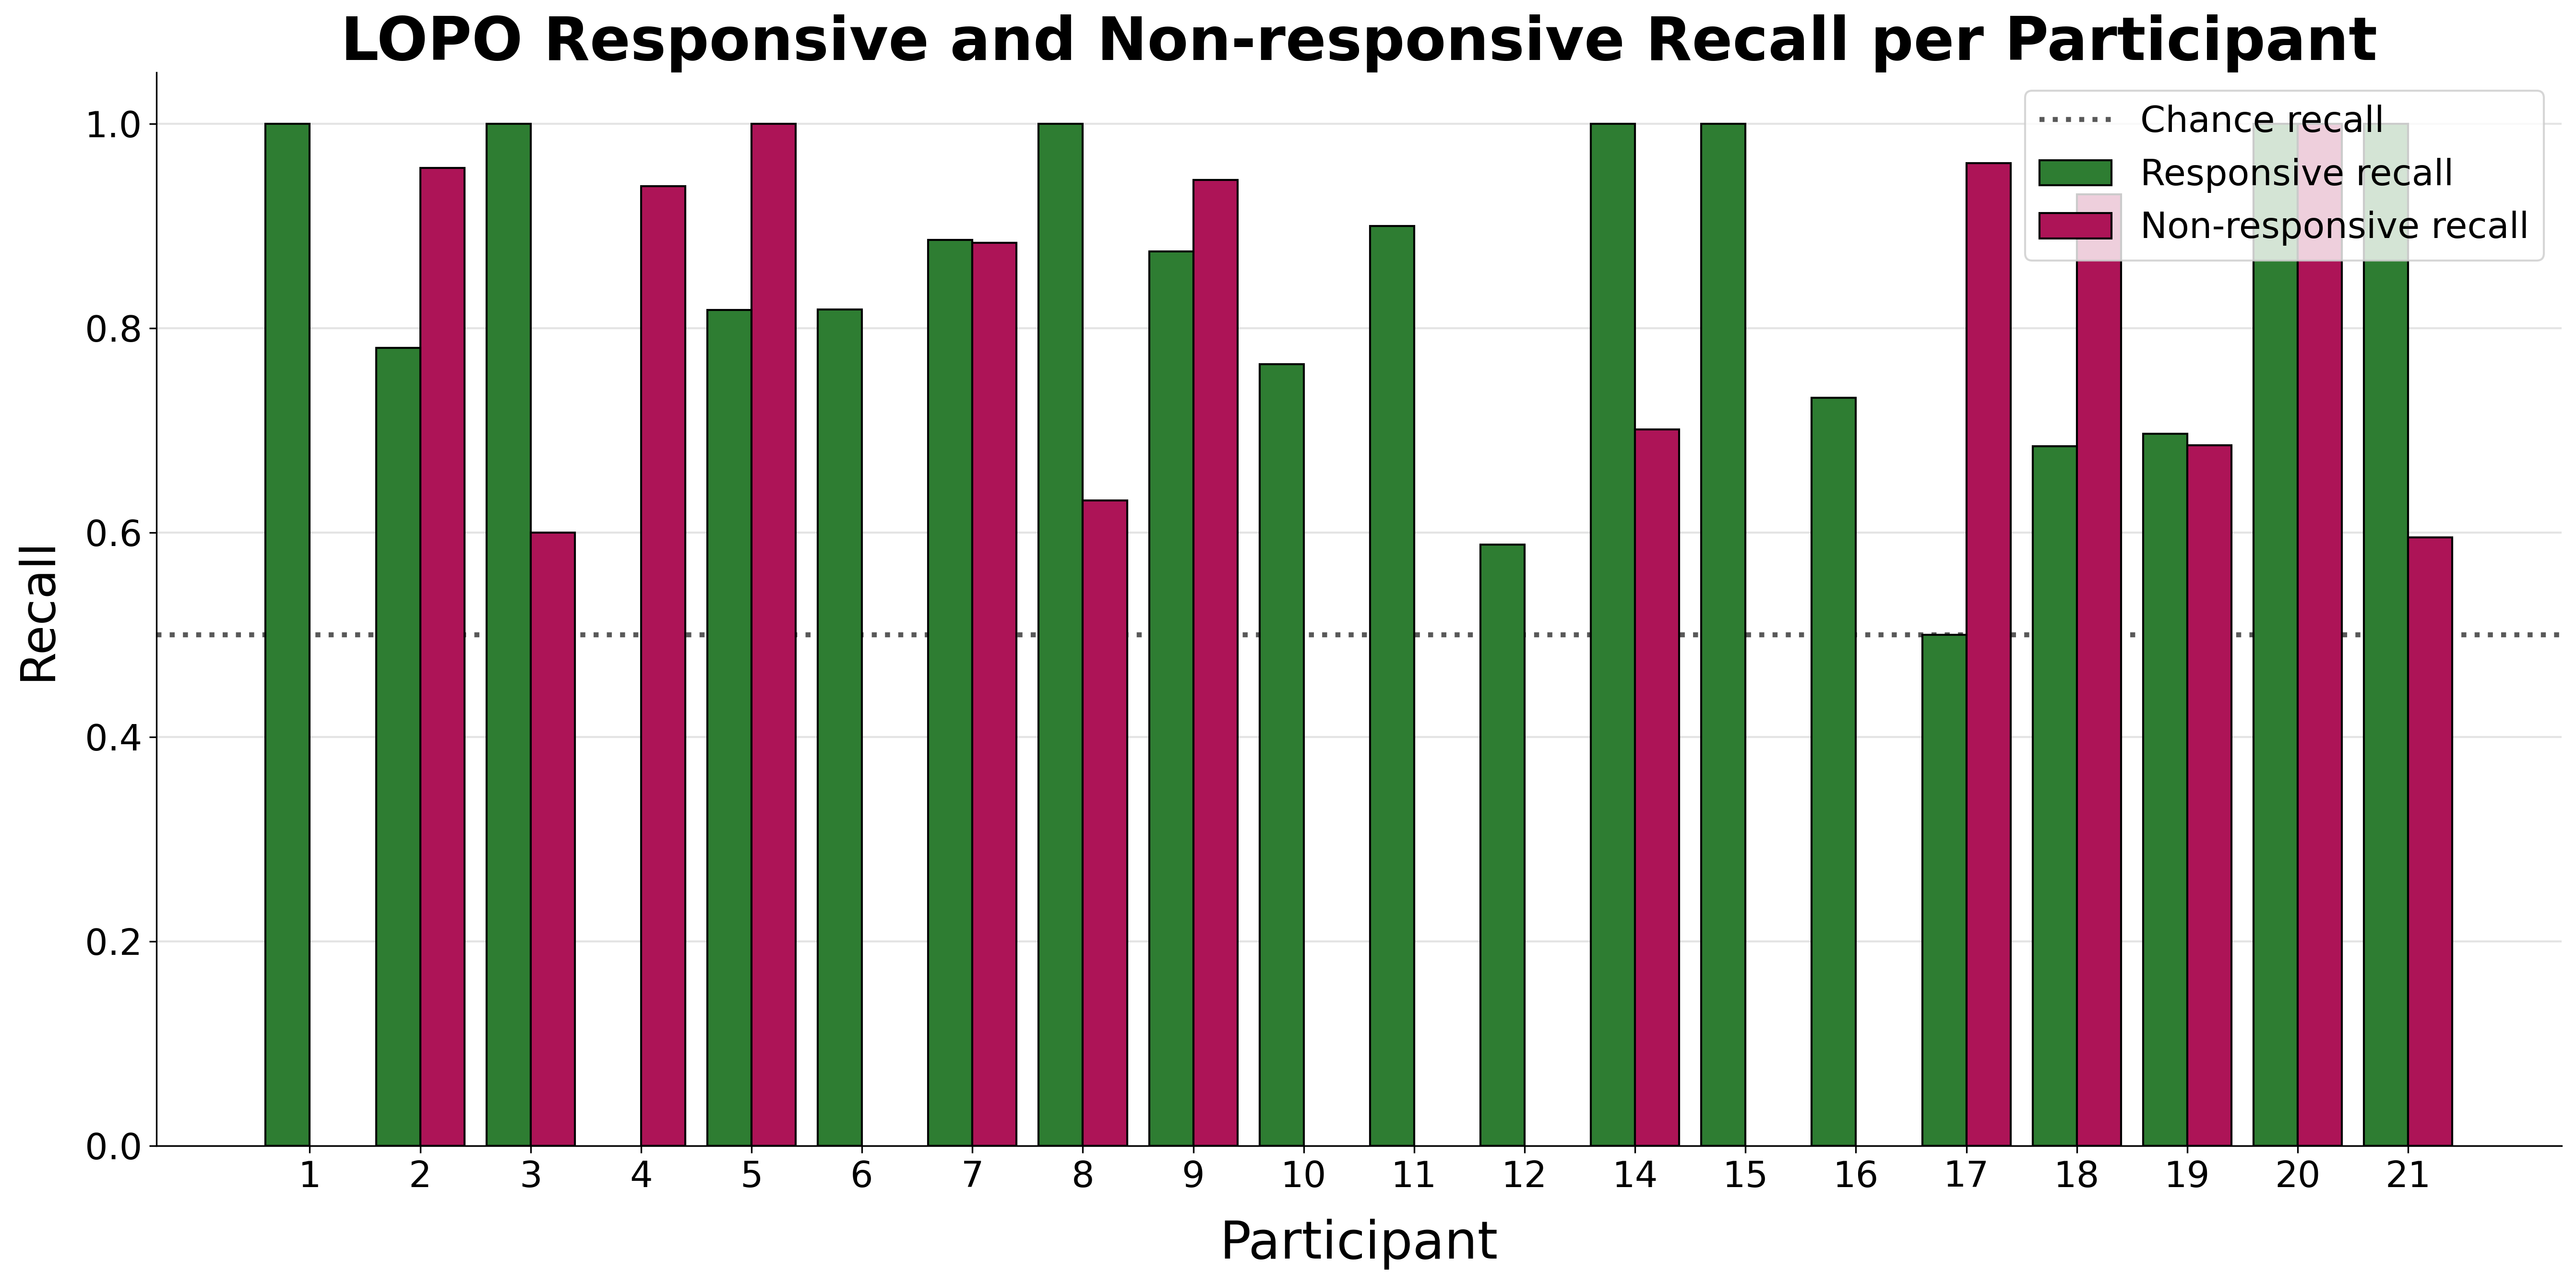 LOPO Responsive and Non-responsive Recall per Participant
Chance recall
Responsive recall
Non-responsive recall
1.0
0.8
0.6
0.4
0.2
0.0
Recall
1 2 3 4 5 6 7 8 9 10 11 12 14 15 16 17 18 19 20 21
Participant